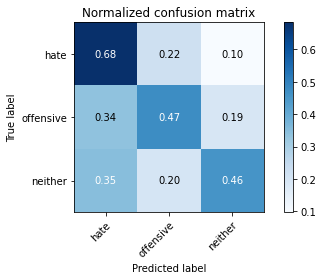 Normalized confusion matrix
True label
hate
offensive
neither
0.68 0.22 0.10
0.34 0.47 0.19
0.35 0.20 0.46
hate
offensive
neither
Predicted label
0.6
0.5
0.4
0.3
0.2
0.1